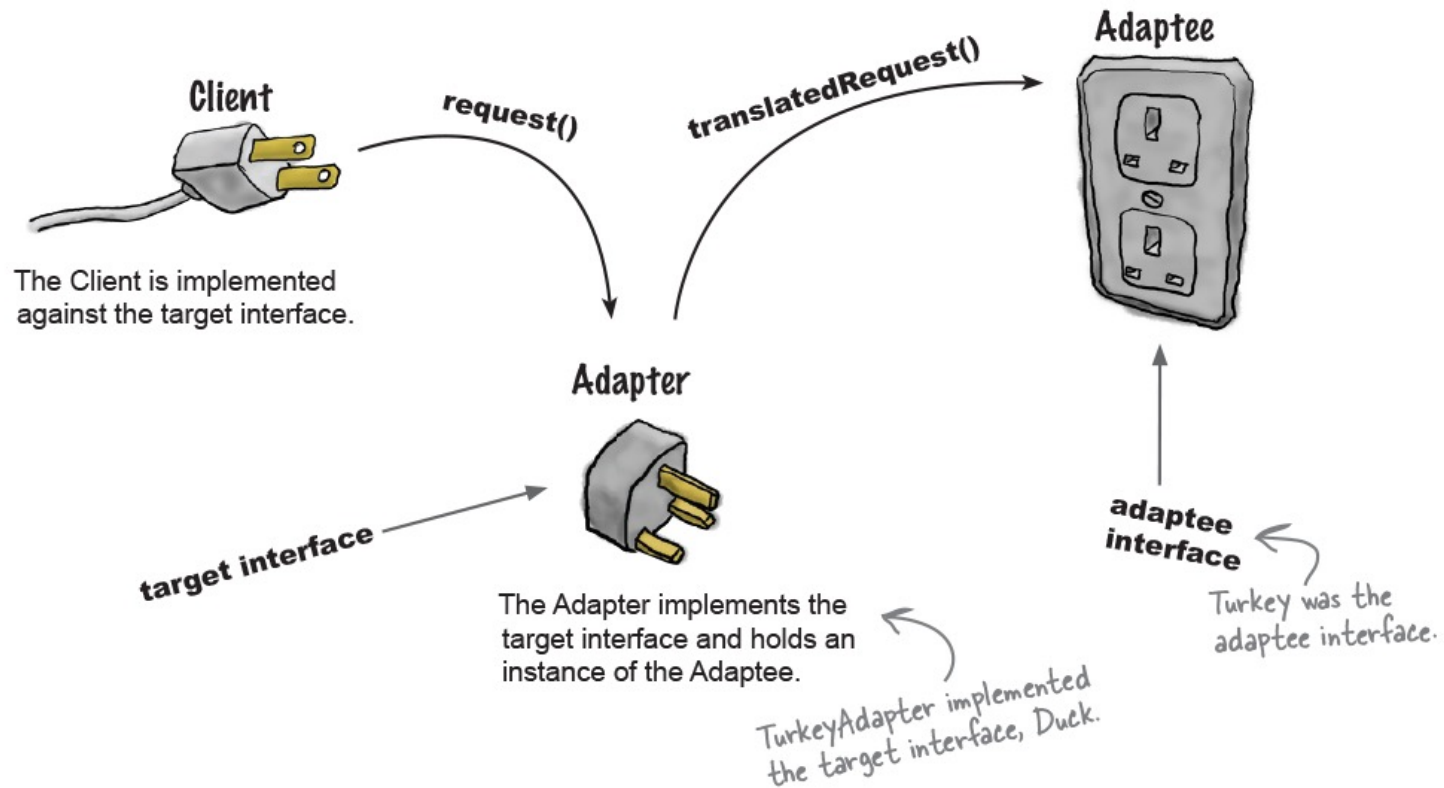 Adaptee
Client
request()
translatedRequest()
The Client is implemented
against the target interface.
Adapter
target interface
adaptee
interface
The Adapter implements the
target interface and holds an
instance of the Adaptee.
Turkey was the
adaptee interface.
TurkeyAdapter implemented
the target interface, Duck.